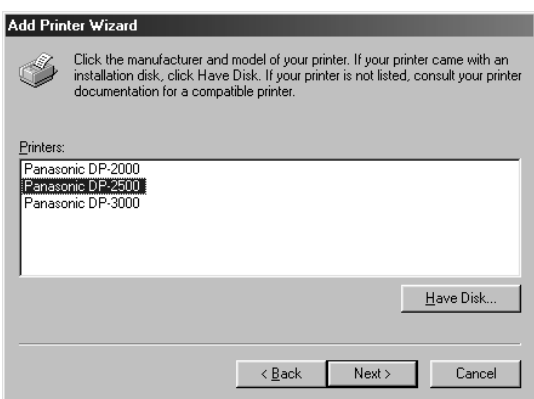 Add Printer Wizard
Click the manufacturer and model of your printer. If your printer came with an
installation disk, click Have Disk. If your printer is not listed, consult your printer
documentation for a compatible printer.
Printers:
Panasonic DP-2000
Panasonic DP-2500
Panasonic DP-3000
Have Disk...
< Back
Next >
Cancel